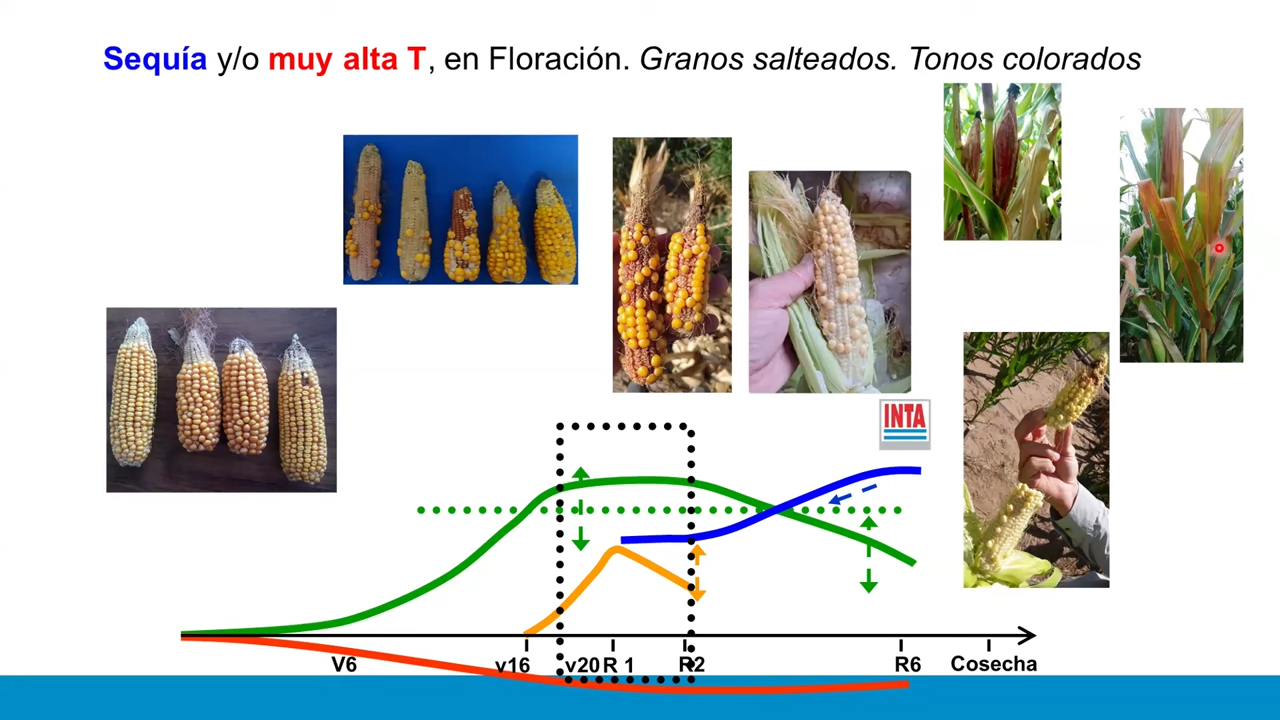 Sequía y/o muy alta T, en Floración. Granos salteados. Tonos colorados
INTA
V6 v16 v20 R 1 R2 R6 Cosecha